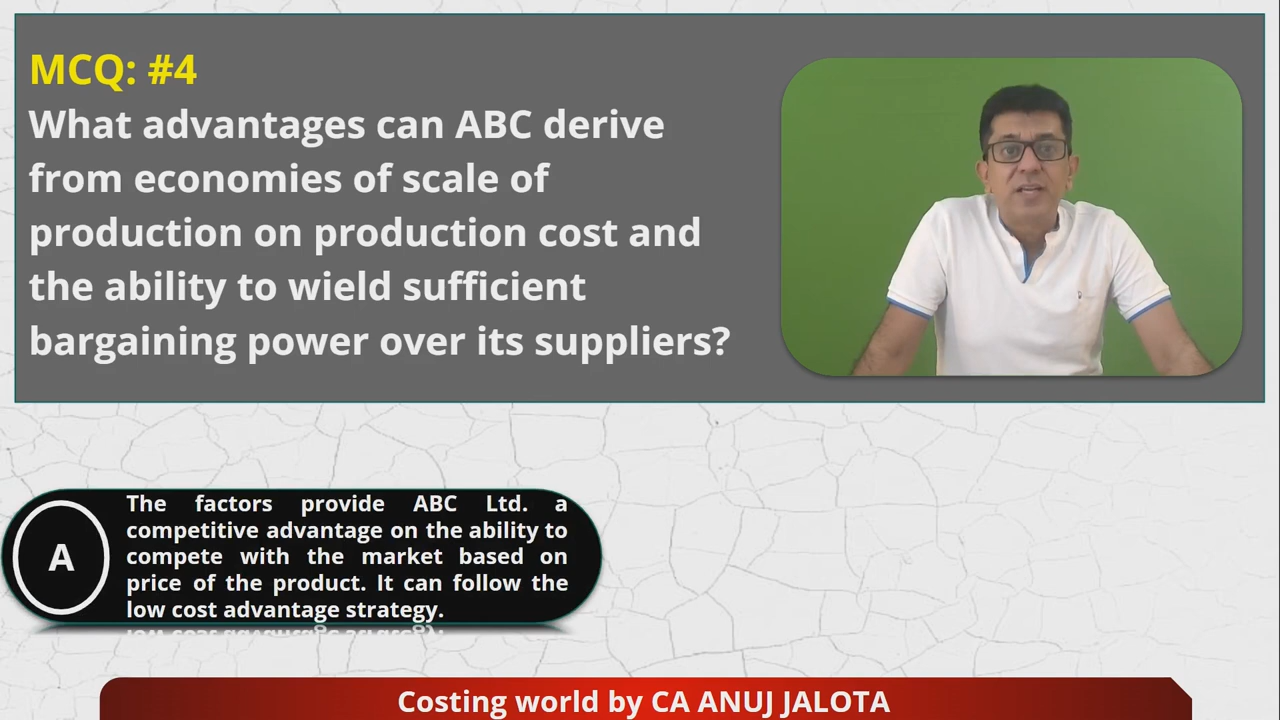 MCQ: #4
What advantages can ABC derive
from economies of scale of
production on production cost and
the ability to wield sufficient
bargaining power over its suppliers?
A
The factors provide ABC Ltd. a
competitive advantage on the ability to
compete with the market based on
price of the product. It can follow the
low cost advantage strategy.
Costing world by CA ANUJ JALOTA